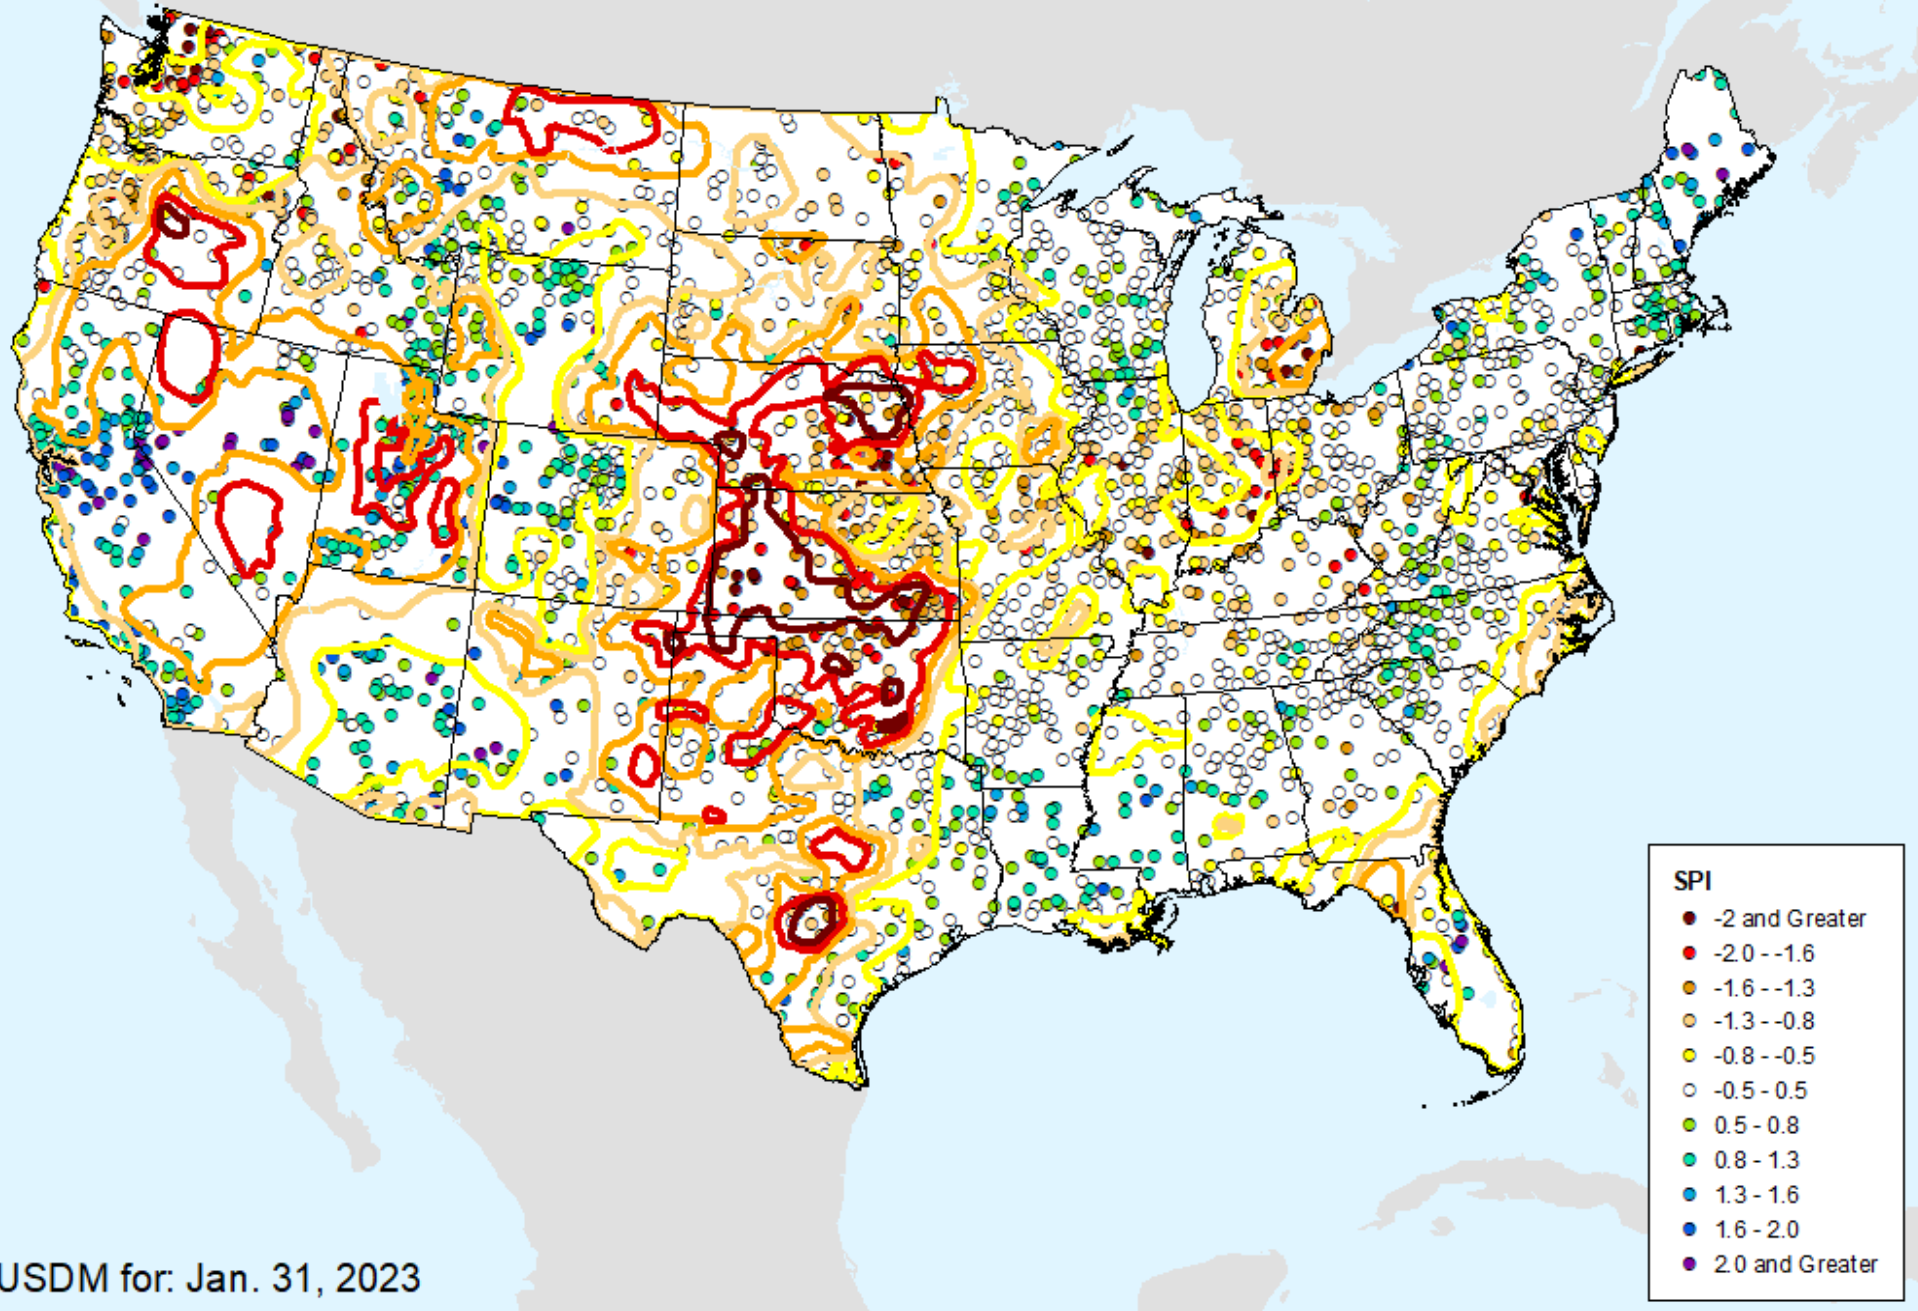 SPI
-2 and Greater
-2.0 - -1.6
-1.6 - -1.3
-1.3 - -0.8
-0.8 - -0.5
-0.5 - 0.5
0.5 - 0.8
0.8 - 1.3
1.3 - 1.6
1.6 - 2.0
2.0 and Greater
USDM for: Jan. 31, 2023